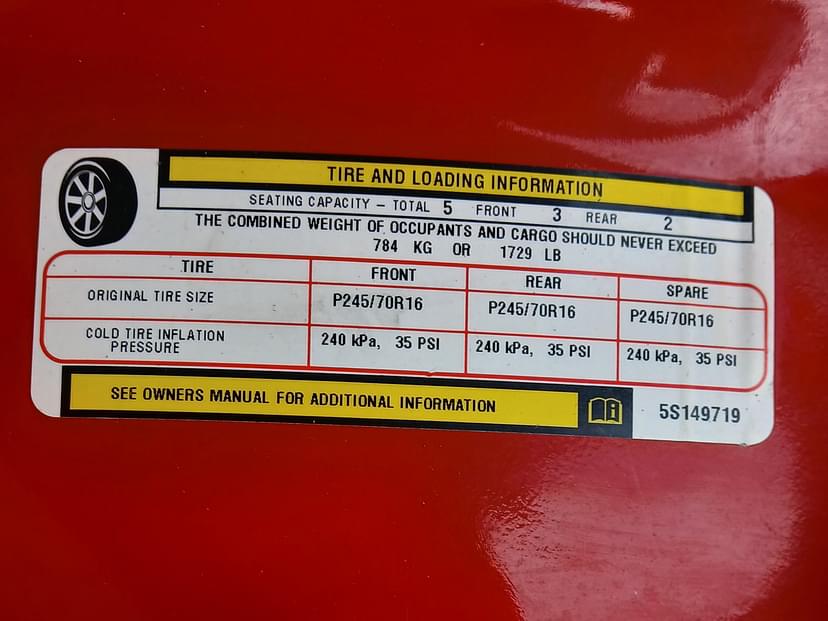 TIRE AND LOADING INFORMATION
SEATING CAPACITY – TOTAL 5 FRONT 3 REAR 2
THE COMBINED WEIGHT OF OCCUPANTS AND CARGO SHOULD NEVER EXCEED
784 KG OR 1729 LB
TIRE FRONT REAR SPARE
ORIGINAL TIRE SIZE P245/70R16 P245/70R16 P245/70R16
COLD TIRE INFLATION
PRESSURE 240 kPa, 35 PSI 240 kPa, 35 PSI 240 kPa, 35 PSI
SEE OWNERS MANUAL FOR ADDITIONAL INFORMATION 5S149719